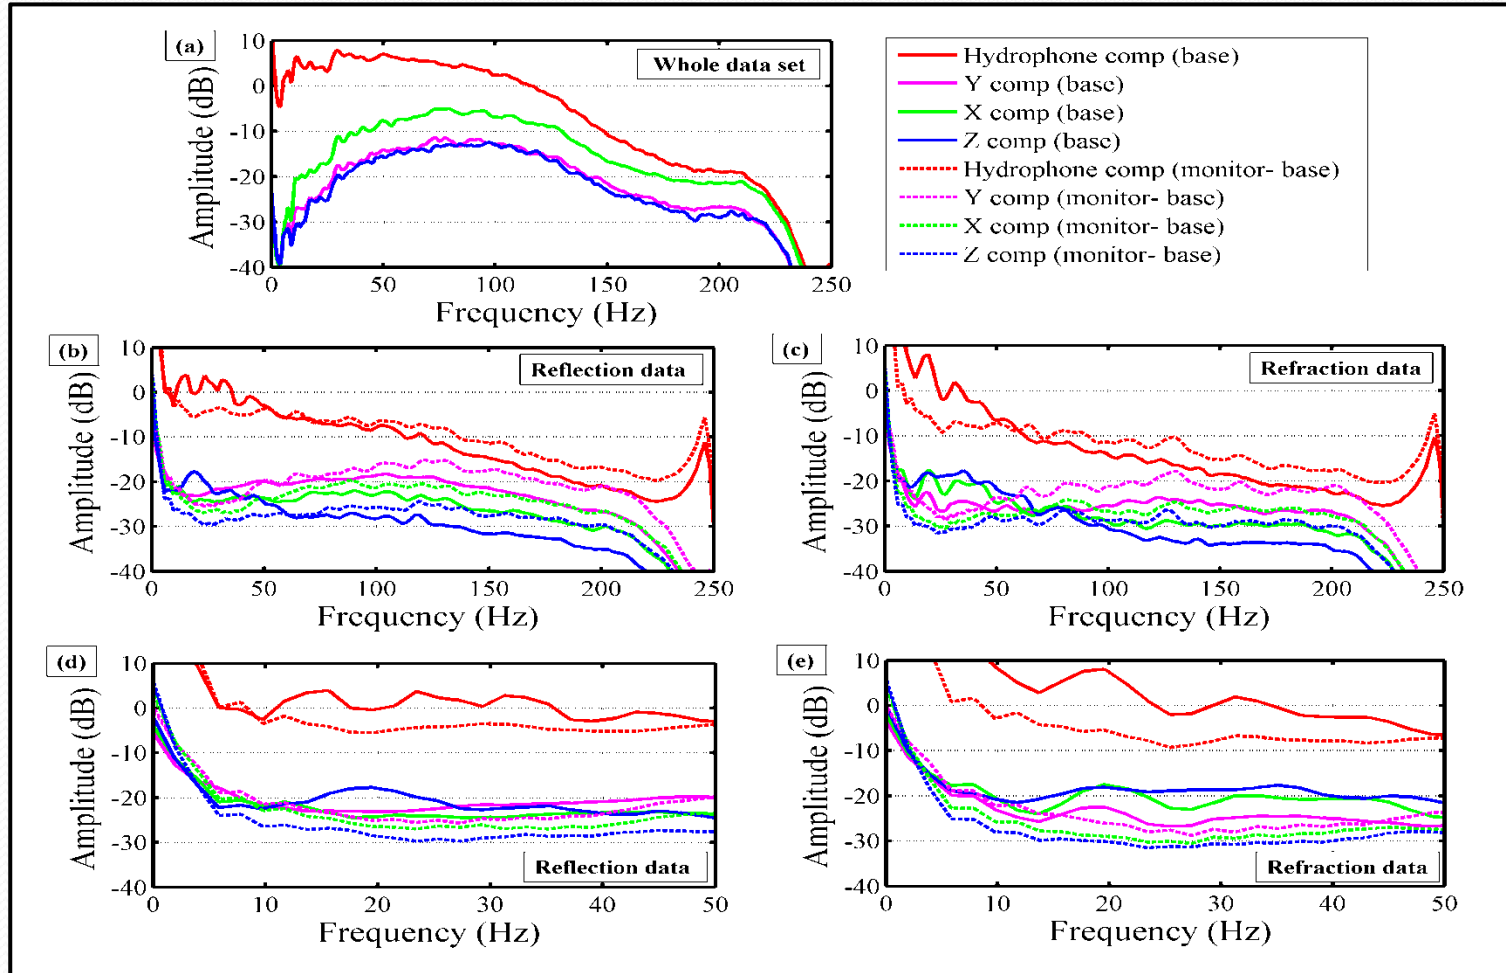 (a)
Whole data set
Amplitude (dB)
10
0
-10
-20
-30
-40
0 50 100 150 200 250
Frequency (Hz)
Hydrophone comp (base)
Y comp (base)
X comp (base)
Z comp (base)
Hydrophone comp (monitor- base)
Y comp (monitor- base)
X comp (monitor- base)
Z comp (monitor- base)
(b)
Reflection data
Amplitude (dB)
10
0
-10
-20
-30
-40
0 50 100 150 200 250
Frequency (Hz)
(c)
Refraction data
Amplitude (dB)
10
0
-10
-20
-30
-40
0 50 100 150 200 250
Frequency (Hz)
(d)
Amplitude (dB)
10
0
-10
-20
-30
-40
Reflection data
0 10 20 30 40 50
Frequency (Hz)
(e)
Amplitude (dB)
10
0
-10
-20
-30
-40
Refraction data
0 10 20 30 40 50
Frequency (Hz)